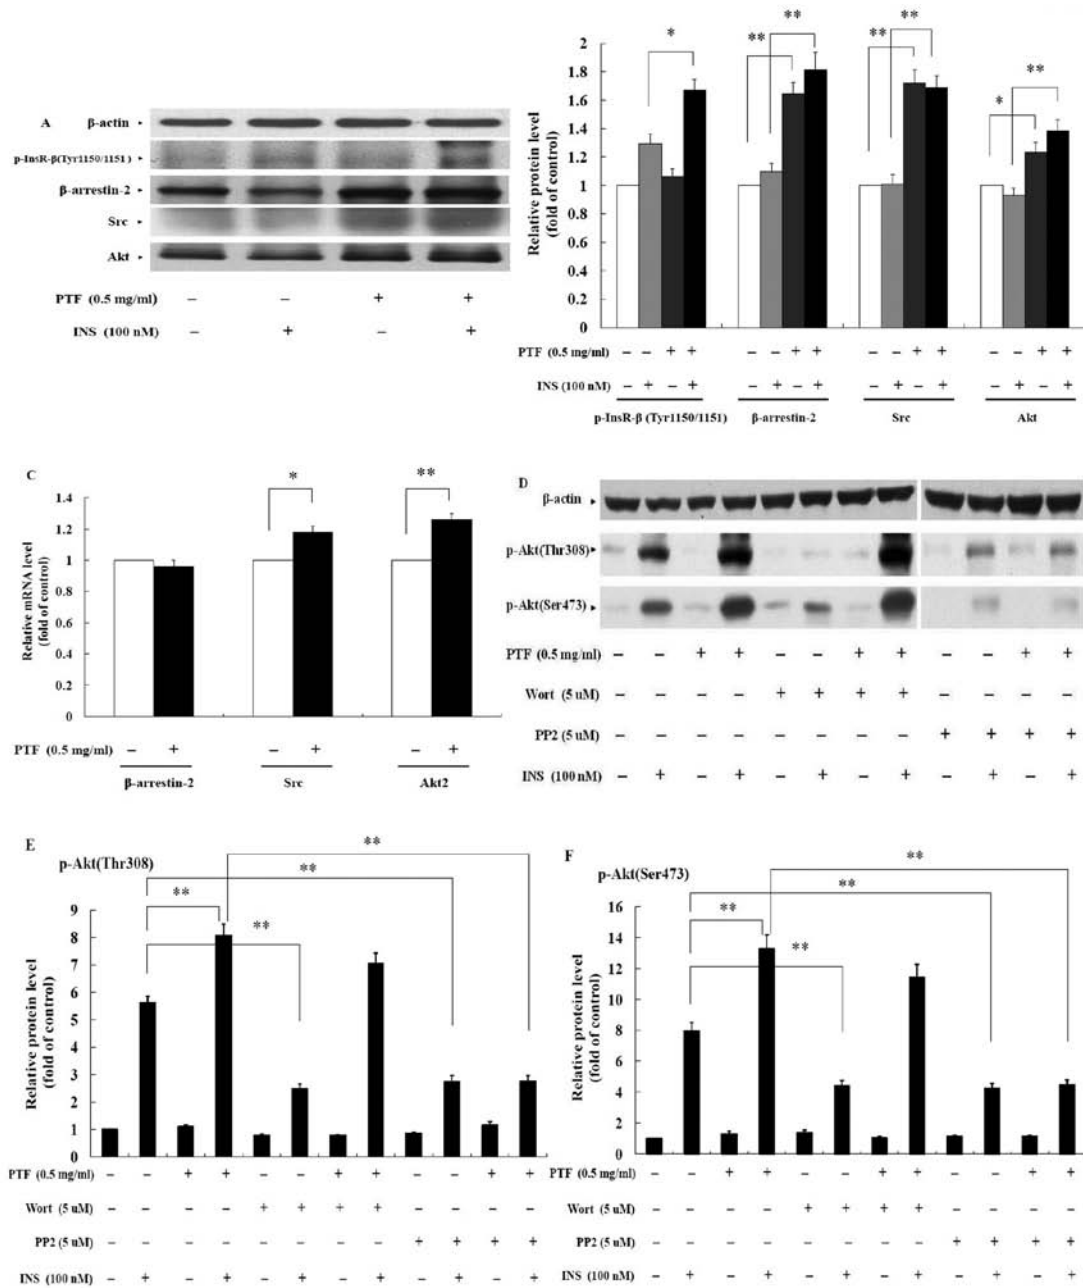 A
β-actin
p-InsR-β(Tyr1150/1151)
β-arrestin-2
Src
Akt
PTF (0.5 mg/ml) – – + +
INS (100 nM) – + – +
Relative protein level
(fold of control)
2
1.8
1.6
1.4
1.2
1
0.8
0.6
0.4
0.2
0
* ** ** ** ** * **
PTF (0.5 mg/ml) – – + + – – + + – – + + – – + +
INS (100 nM) – + – + – + – + – + – + – + – +
p-InsR-β (Tyr1150/1151) β-arrestin-2 Src Akt
C
Relative mRNA level
(fold of control)
1.4
1.2
1
0.8
0.6
0.4
0.2
0
* **
PTF (0.5 mg/ml) – + – + – +
β-arrestin-2 Src Akt2
D
β-actin
p-Akt(Thr308)
p-Akt(Ser473)
PTF (0.5 mg/ml) – – + + – – + + – – + +
Wort (5 uM) – – – – + + + + – – – –
PP2 (5 uM) – – – – – – – – + + + +
INS (100 nM) – + – + – + – + – + – +
E
p-Akt(Thr308)
Relative protein level
(fold of control)
9
8
7
6
5
4
3
2
1
0
** ** ** **
PTF (0.5 mg/ml) – – + + – – + + – – + +
Wort (5 uM) – – – – + + + + – – – –
PP2 (5 uM) – – – – – – – – + + + +
INS (100 nM) – + – + – + – + – + – +
F
p-Akt(Ser473)
Relative protein level
(fold of control)
16
14
12
10
8
6
4
2
0
** ** ** **
PTF (0.5 mg/ml) – – + + – – + + – – + +
Wort (5 uM) – – – – + + + + – – – –
PP2 (5 uM) – – – – – – – – + + + +
INS (100 nM) – + – + – + – + – + – +